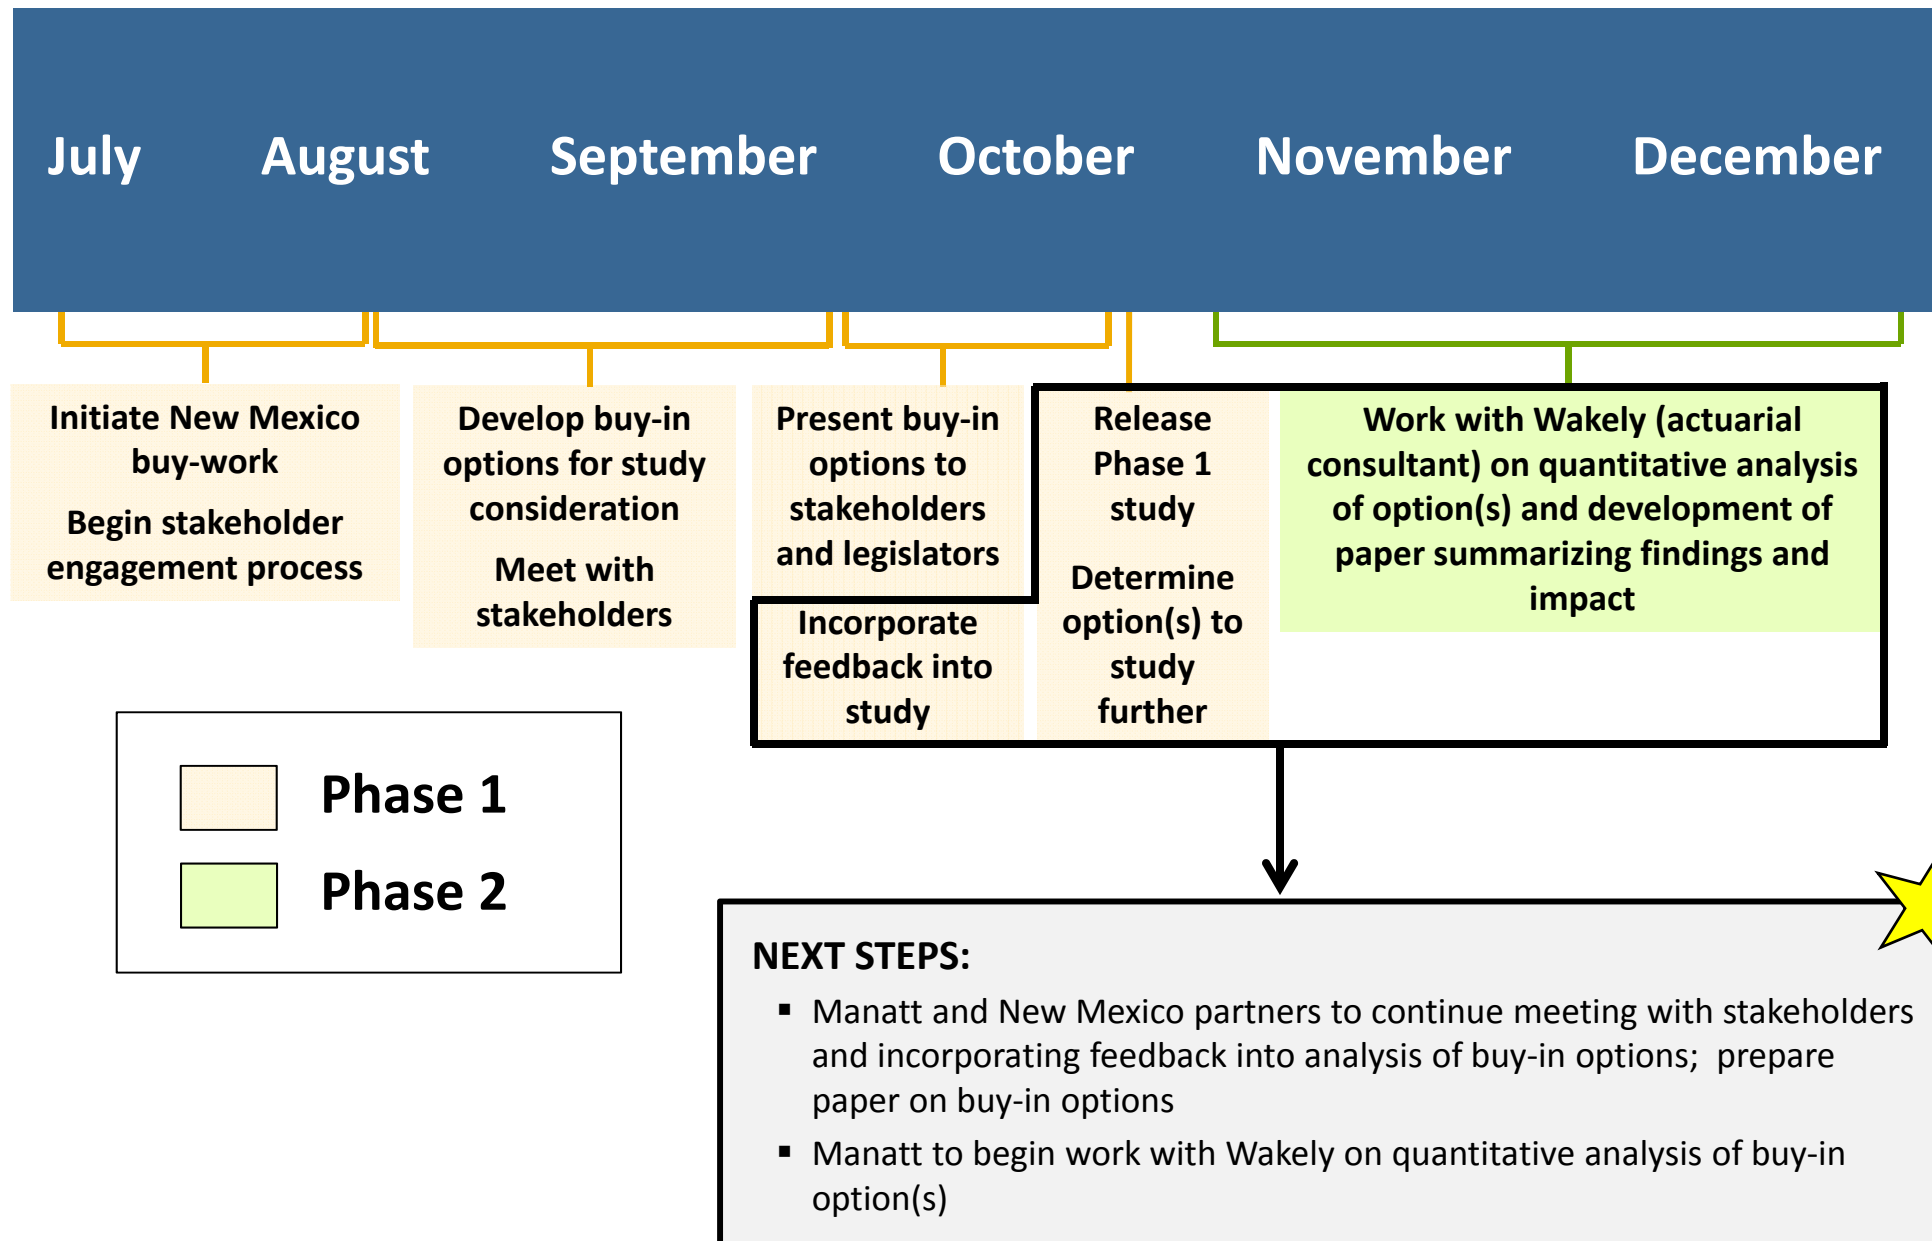 July August September October November December
Initiate New Mexico
buy-work
Begin stakeholder
engagement process
Develop buy-in
options for study
consideration
Meet with
stakeholders
Present buy-in
options to
stakeholders
and legislators
Incorporate
feedback into
study
Release
Phase 1
study
Determine
option(s) to
study
further
Work with Wakely (actuarial
consultant) on quantitative analysis
of option(s) and development of
paper summarizing findings and
impact
Phase 1
Phase 2
NEXT STEPS:
▪ Manatt and New Mexico partners to continue meeting with stakeholders
and incorporating feedback into analysis of buy-in options; prepare
paper on buy-in options
▪ Manatt to begin work with Wakely on quantitative analysis of buy-in
option(s)